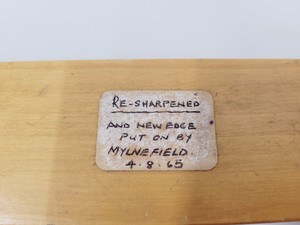 RE-SHARPENED
AND NEW EDGE
PUT ON BY
MYLNEFIELD.
4.8.65